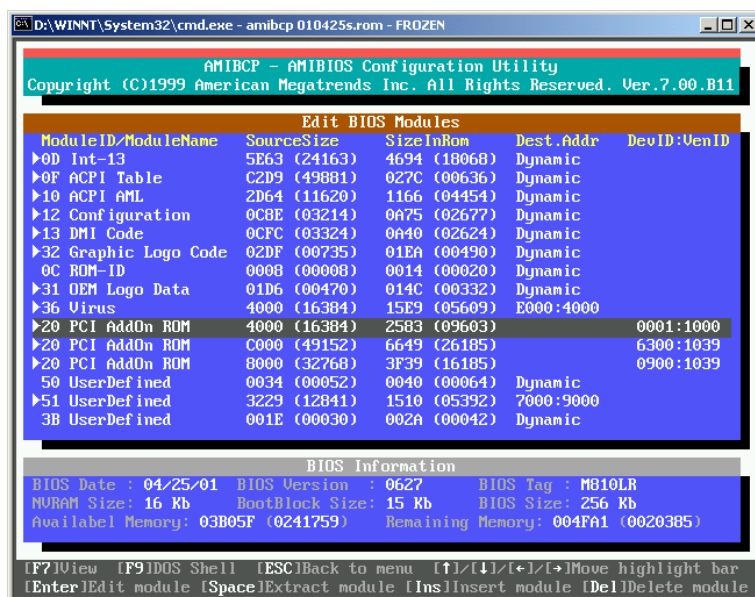 D:\WINNT\System32\cmd.exe - amibcp 010425s.rom - FROZEN
AMIBCP - AMIBIOS Configuration Utility
Copyright (C)1999 American Megatrends Inc. All Rights Reserved. Ver.7.00.B11
Edit BIOS Modules
ModuleID/ModuleName SourceSize SizeInRom Dest.Addr DevID:VenID
►0D Int-13 5E63 (24163) 4694 (18068) Dynamic
►0F ACPI Table C2D9 (49881) 027C (00636) Dynamic
►10 ACPI AML 2D64 (11620) 1166 (04454) Dynamic
►12 Configuration 0C8E (03214) 0A75 (02677) Dynamic
►13 DMI Code 0CFC (03324) 0A40 (02624) Dynamic
►32 Graphic Logo Code 02DF (00735) 01EA (00490) Dynamic
0C ROM-ID 0008 (00008) 0014 (00020) Dynamic
►31 OEM Logo Data 01D6 (00470) 014C (00332) Dynamic
►36 Virus 4000 (16384) 15E9 (05609) E000:4000
►20 PCI AddOn ROM 4000 (16384) 2583 (09603) 0001:1000
►20 PCI AddOn ROM C000 (49152) 6649 (26185) 6300:1039
►20 PCI AddOn ROM 8000 (32768) 3F39 (16185) 0900:1039
50 UserDefined 0034 (00052) 0040 (00064) Dynamic
►51 UserDefined 3229 (12841) 1510 (05392) 7000:9000
3B UserDefined 001E (00030) 002A (00042) Dynamic
BIOS Information
BIOS Date : 04/25/01 BIOS Version : 0627 BIOS Tag : M810LR
NVRAM Size: 16 Kb BootBlock Size: 15 Kb BIOS Size: 256 Kb
Availabel Memory: 03B05F (0241759) Remaining Memory: 004FA1 (0020385)
[F7]View [F9]DOS Shell [ESC]Back to menu [↑]/[↓]/[←]/[→]Move highlight bar
[Enter]Edit module [Space]Extract module [Ins]Insert module [Del]Delete module